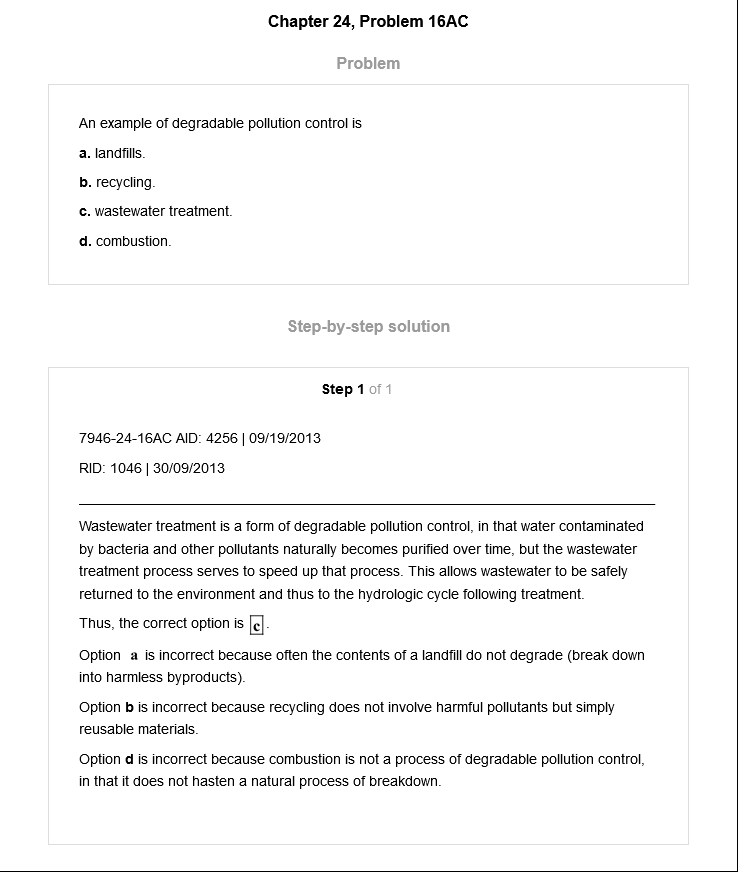 Chapter 24, Problem 16AC
Problem
An example of degradable pollution control is
a. landfills.
b. recycling.
c. wastewater treatment.
d. combustion.
Step-by-step solution
Step 1 of 1
7946-24-16AC AID: 4256 | 09/19/2013
RID: 1046 | 30/09/2013
Wastewater treatment is a form of degradable pollution control, in that water contaminated
by bacteria and other pollutants naturally becomes purified over time, but the wastewater
treatment process serves to speed up that process. This allows wastewater to be safely
returned to the environment and thus to the hydrologic cycle following treatment.
Thus, the correct option is c.
Option a is incorrect because often the contents of a landfill do not degrade (break down
into harmless byproducts).
Option b is incorrect because recycling does not involve harmful pollutants but simply
reusable materials.
Option d is incorrect because combustion is not a process of degradable pollution control,
in that it does not hasten a natural process of breakdown.